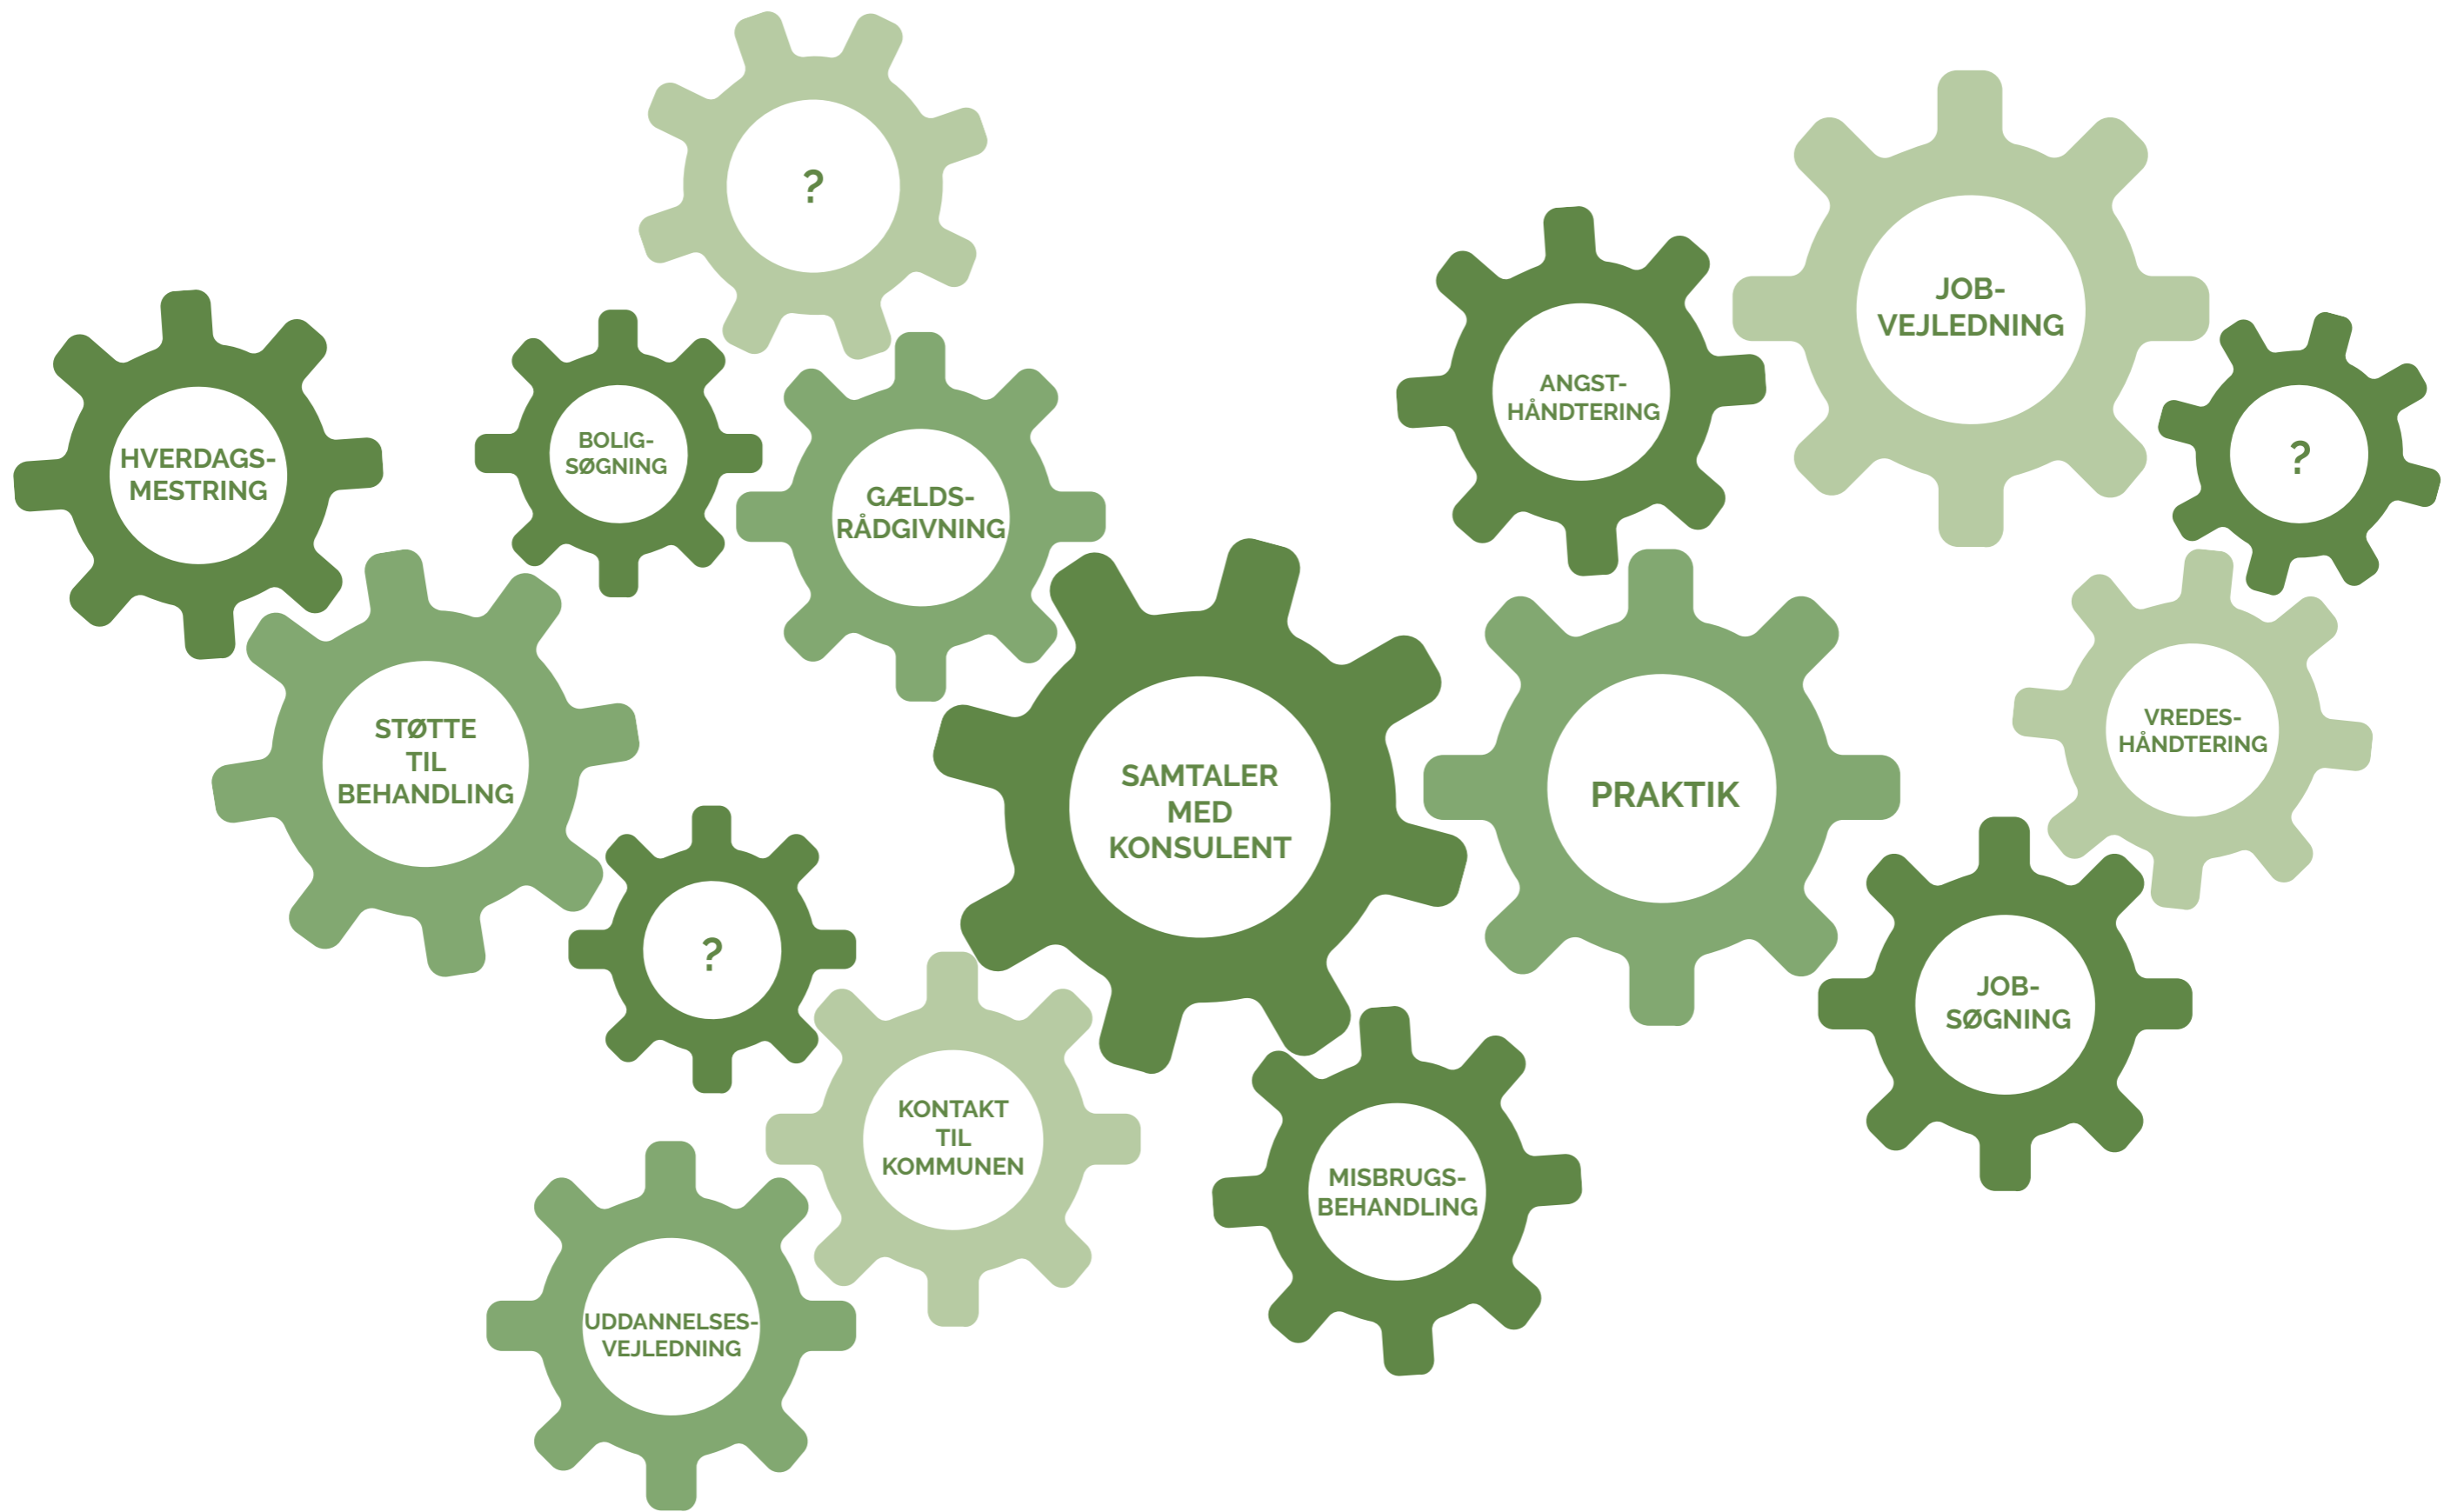 ?
JOB-
VEJLEDNING
ANGST-
HÅNDTERING
?
HVERDAGS-
MESTRING
BOLIG-
SØGNING
GÆLDS-
RÅDGIVNING
STØTTE
TIL
BEHANDLING
SAMTALER
MED
KONSULENT
PRAKTIK
VREDES-
HÅNDTERING
?
JOB-
SØGNING
KONTAKT
TIL
KOMMUNEN
MISBRUGS-
BEHANDLING
UDDANNELSES-
VEJLEDNING